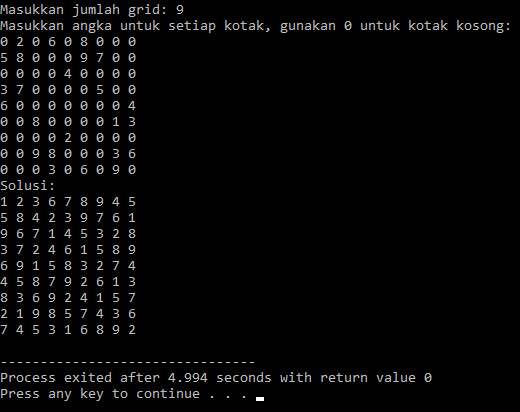 Masukkan jumlah grid: 9
Masukkan angka untuk setiap kotak, gunakan 0 untuk kotak kosong:
0 2 0 6 0 8 0 0 0
5 8 0 0 0 9 7 0 0
0 0 0 0 4 0 0 0 0
3 7 0 0 0 0 5 0 0
6 0 0 0 0 0 0 0 4
0 0 8 0 0 0 0 1 3
0 0 0 0 2 0 0 0 0
0 0 9 8 0 0 0 3 6
0 0 0 3 0 6 0 9 0
Solusi:
1 2 3 6 7 8 9 4 5
5 8 4 2 3 9 7 6 1
9 6 7 1 4 5 3 2 8
3 7 2 4 6 1 5 8 9
6 9 1 5 8 3 2 7 4
4 5 8 7 9 2 6 1 3
8 3 6 9 2 4 1 5 7
2 1 9 8 5 7 4 3 6
7 4 5 3 1 6 8 9 2
--------------------------------
Process exited after 4.994 seconds with return value 0
Press any key to continue . . .